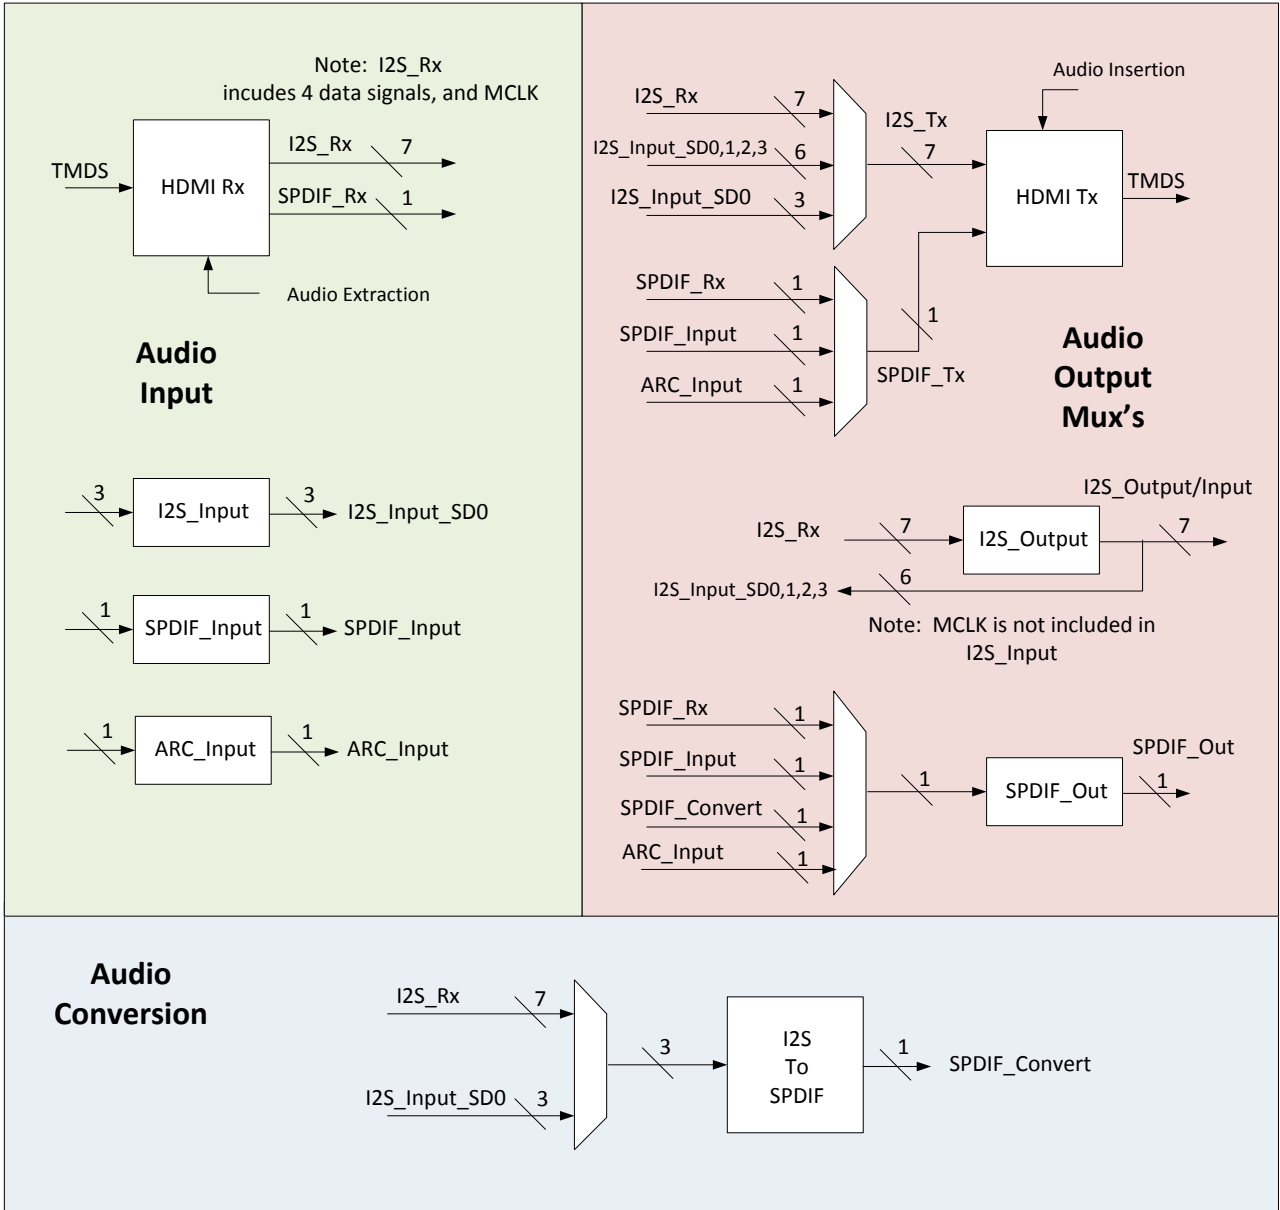 Note: I2S_Rx
incudes 4 data signals, and MCLK
TMDS
HDMI Rx
I2S_Rx
7
SPDIF_Rx
1
Audio Extraction
Audio
Input
3
I2S_Input
3
I2S_Input_SD0
1
SPDIF_Input
1
SPDIF_Input
1
ARC_Input
1
ARC_Input
Audio Insertion
I2S_Rx
7
I2S_Input_SD0,1,2,3
6
I2S_Input_SD0
3
I2S_Tx
7
HDMI Tx
TMDS
SPDIF_Rx
1
SPDIF_Input
1
ARC_Input
1
1
SPDIF_Tx
Audio
Output
Mux's
I2S_Output/Input
I2S_Rx
7
I2S_Output
7
I2S_Input_SD0,1,2,3
6
Note: MCLK is not included in
I2S_Input
SPDIF_Rx
1
SPDIF_Input
1
SPDIF_Convert
1
ARC_Input
1
1
SPDIF_Out
SPDIF_Out
1
Audio
Conversion
I2S_Rx
7
I2S_Input_SD0
3
3
I2S
To
SPDIF
1
SPDIF_Convert